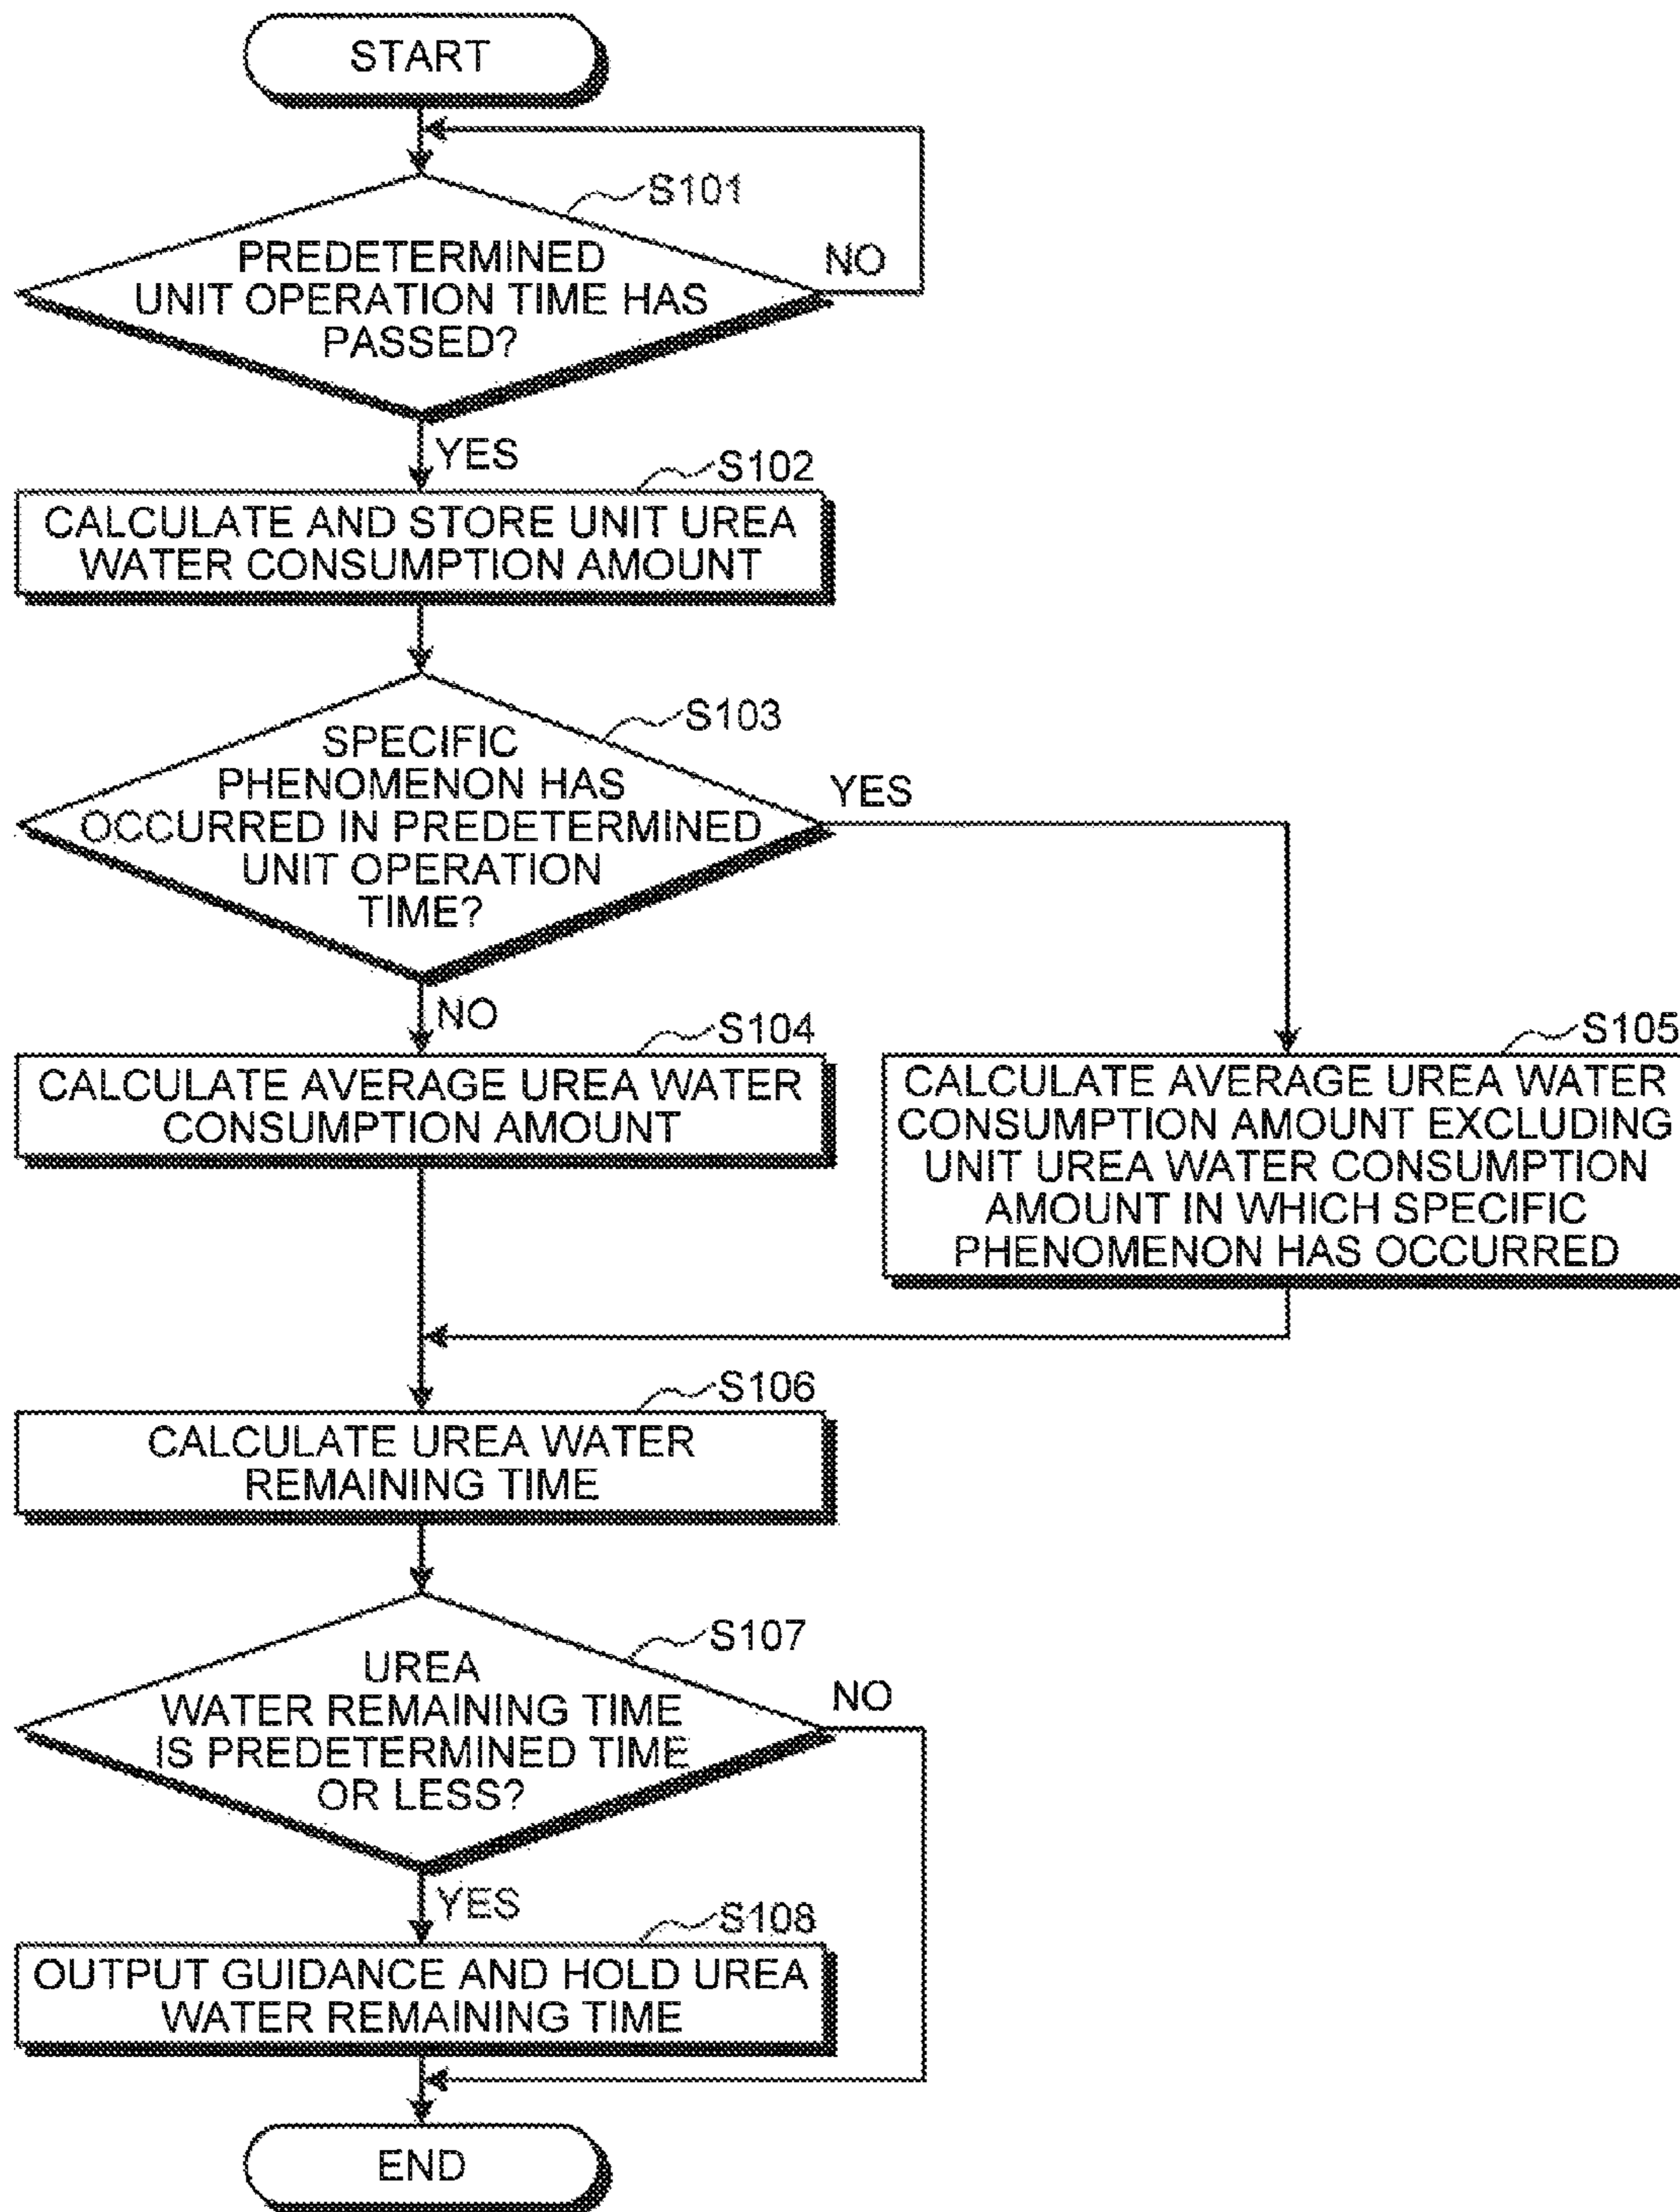 START
S101
PREDETERMINED
UNIT OPERATION TIME HAS
PASSED?
NO
YES
S102
CALCULATE AND STORE UNIT UREA
WATER CONSUMPTION AMOUNT
S103
SPECIFIC
PHENOMENON HAS
OCCURRED IN PREDETERMINED
UNIT OPERATION
TIME?
YES
NO
S104
CALCULATE AVERAGE UREA WATER
CONSUMPTION AMOUNT
S105
CALCULATE AVERAGE UREA WATER
CONSUMPTION AMOUNT EXCLUDING
UNIT UREA WATER CONSUMPTION
AMOUNT IN WHICH SPECIFIC
PHENOMENON HAS OCCURRED
S106
CALCULATE UREA WATER
REMAINING TIME
S107
UREA
WATER REMAINING TIME
IS PREDETERMINED TIME
OR LESS?
NO
YES
S108
OUTPUT GUIDANCE AND HOLD UREA
WATER REMAINING TIME
END